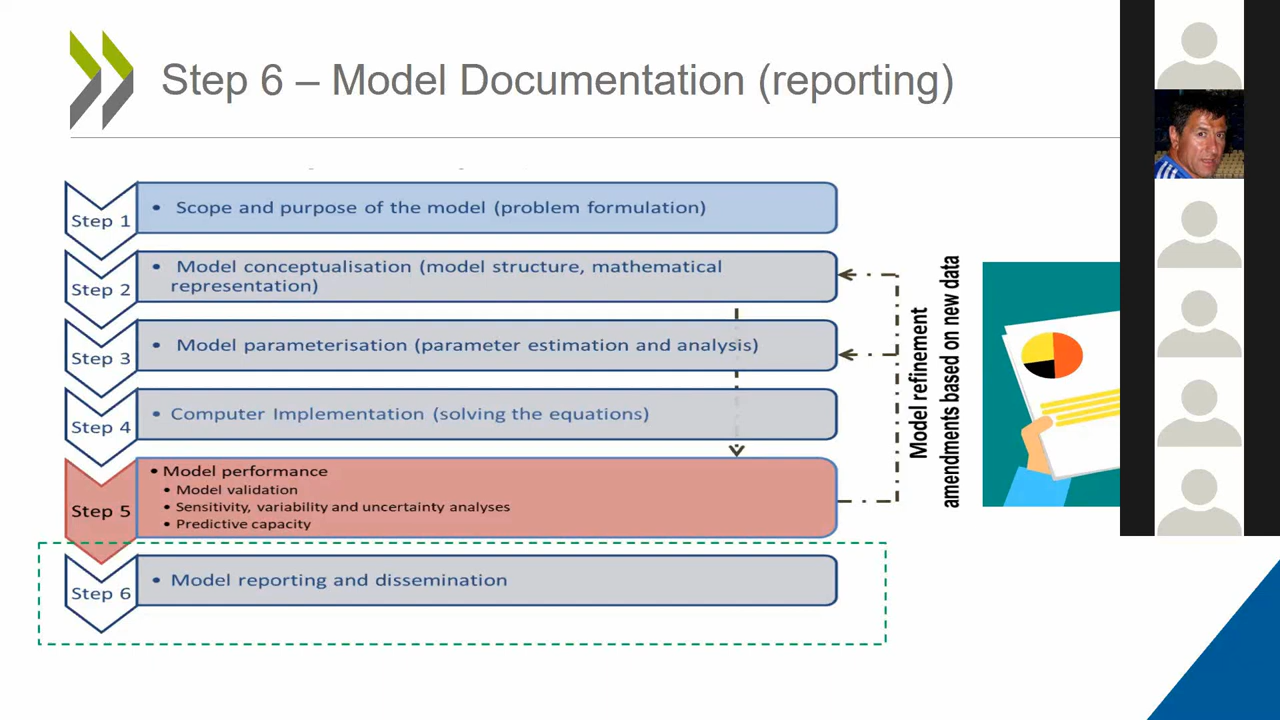 Step 6 – Model Documentation (reporting)
Step 1
• Scope and purpose of the model (problem formulation)
Step 2
• Model conceptualisation (model structure, mathematical
representation)
Step 3
• Model parameterisation (parameter estimation and analysis)
Step 4
• Computer Implementation (solving the equations)
Step 5
• Model performance
• Model validation
• Sensitivity, variability and uncertainty analyses
• Predictive capacity
Step 6
• Model reporting and dissemination
Model refinement
amendments based on new data